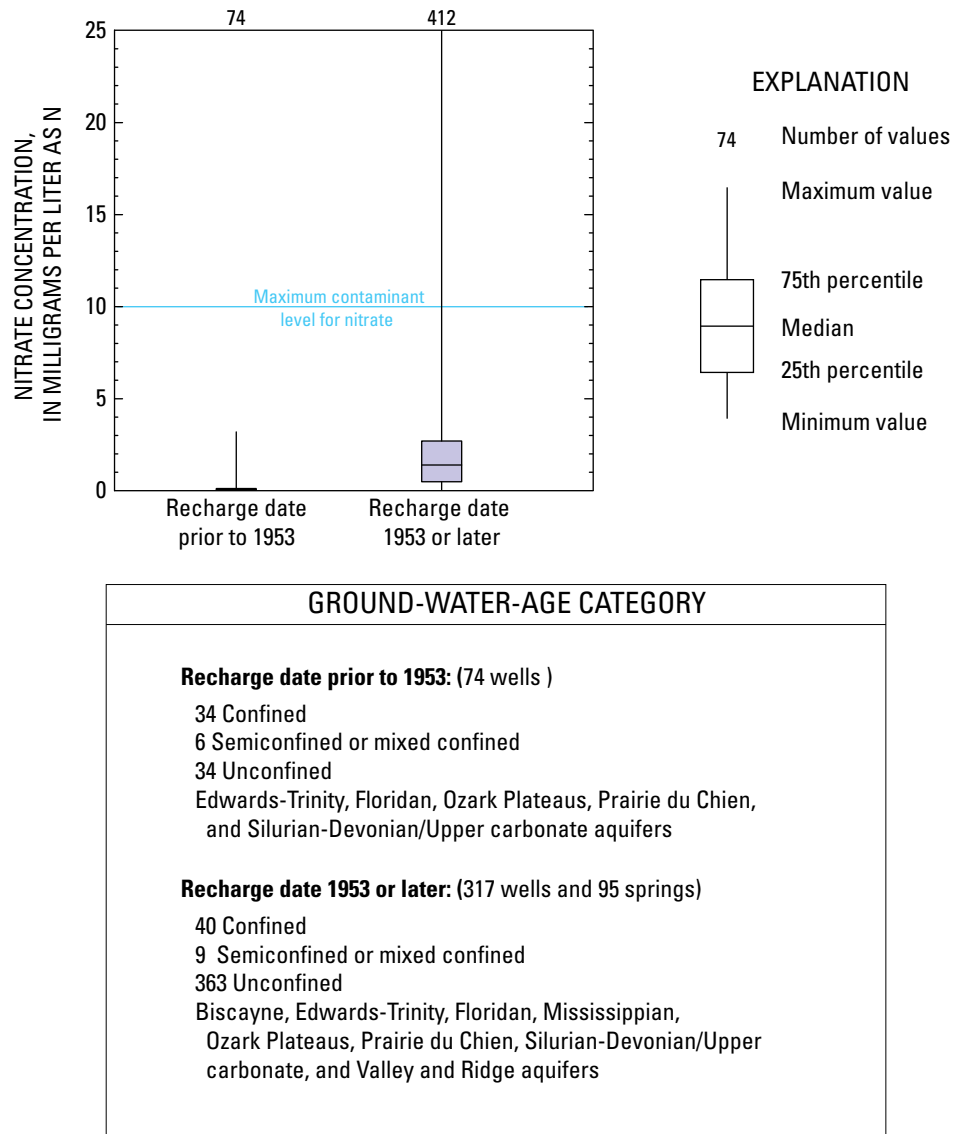 74
412
25
20
15
10
5
0
NITRATE CONCENTRATION,
IN MILLIGRAMS PER LITER AS N
Maximum contaminant
level for nitrate
Recharge date
prior to 1953
Recharge date
1953 or later
EXPLANATION
74 Number of values
Maximum value
75th percentile
Median
25th percentile
Minimum value
GROUND-WATER-AGE CATEGORY
Recharge date prior to 1953: (74 wells )
34 Confined
6 Semiconfined or mixed confined
34 Unconfined
Edwards-Trinity, Floridan, Ozark Plateaus, Prairie du Chien,
and Silurian-Devonian/Upper carbonate aquifers
Recharge date 1953 or later: (317 wells and 95 springs)
40 Confined
9 Semiconfined or mixed confined
363 Unconfined
Biscayne, Edwards-Trinity, Floridan, Mississippian,
Ozark Plateaus, Prairie du Chien, Silurian-Devonian/Upper
carbonate, and Valley and Ridge aquifers